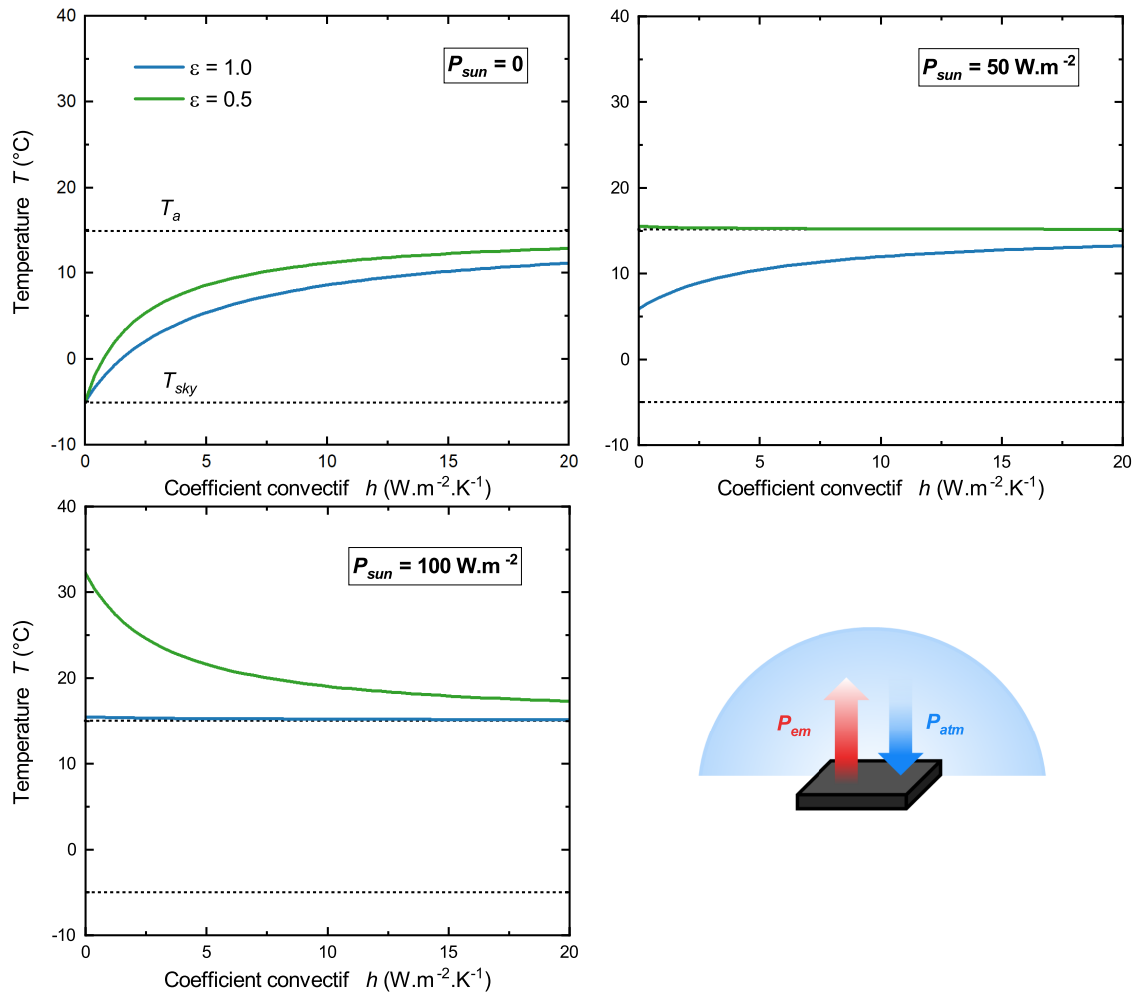 40
30
20
10
0
-10
Temperature T (°C)
ε = 1.0
ε = 0.5
P_sun = 0
T_a
T_sky
0 5 10 15 20
Coefficient convectif h (W.m⁻².K⁻¹)
40
30
20
10
0
-10
P_sun = 50 W.m⁻²
0 5 10 15 20
Coefficient convectif h (W.m⁻².K⁻¹)
40
30
20
10
0
-10
Temperature T (°C)
P_sun = 100 W.m⁻²
0 5 10 15 20
Coefficient convectif h (W.m⁻².K⁻¹)
P_em
P_atm